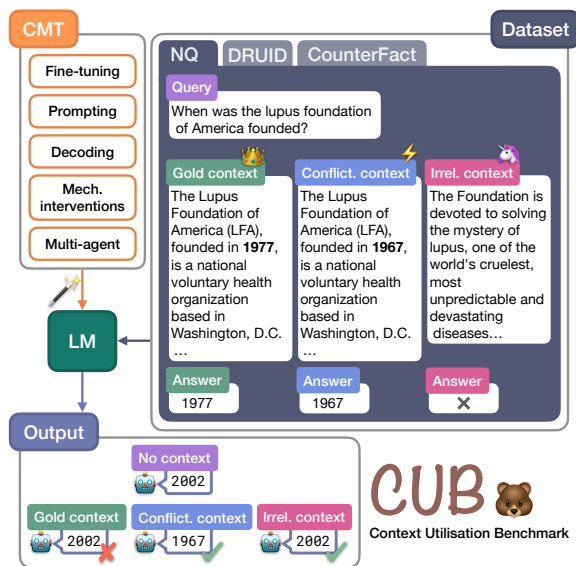 CMT
Fine-tuning
Prompting
Decoding
Mech.
interventions
Multi-agent
LM
Dataset
NQ
DRUID
CounterFact
Query
When was the lupus foundation
of America founded?
Gold context
The Lupus
Foundation of
America (LFA),
founded in 1977,
is a national
voluntary health
organization
based in
Washington, D.C.
...
Answer
1977
Conflict. context
The Lupus
Foundation of
America (LFA),
founded in 1967,
is a national
voluntary health
organization
based in
Washington, D.C.
...
Answer
1967
Irrel. context
The Foundation is
devoted to solving
the mystery of
lupus, one of the
world's cruelest,
most
unpredictable and
devastating
diseases...
Answer
Output
No context
2002
Gold context
2002
Conflict. context
1967
Irrel. context
2002
CUB
Context Utilisation Benchmark